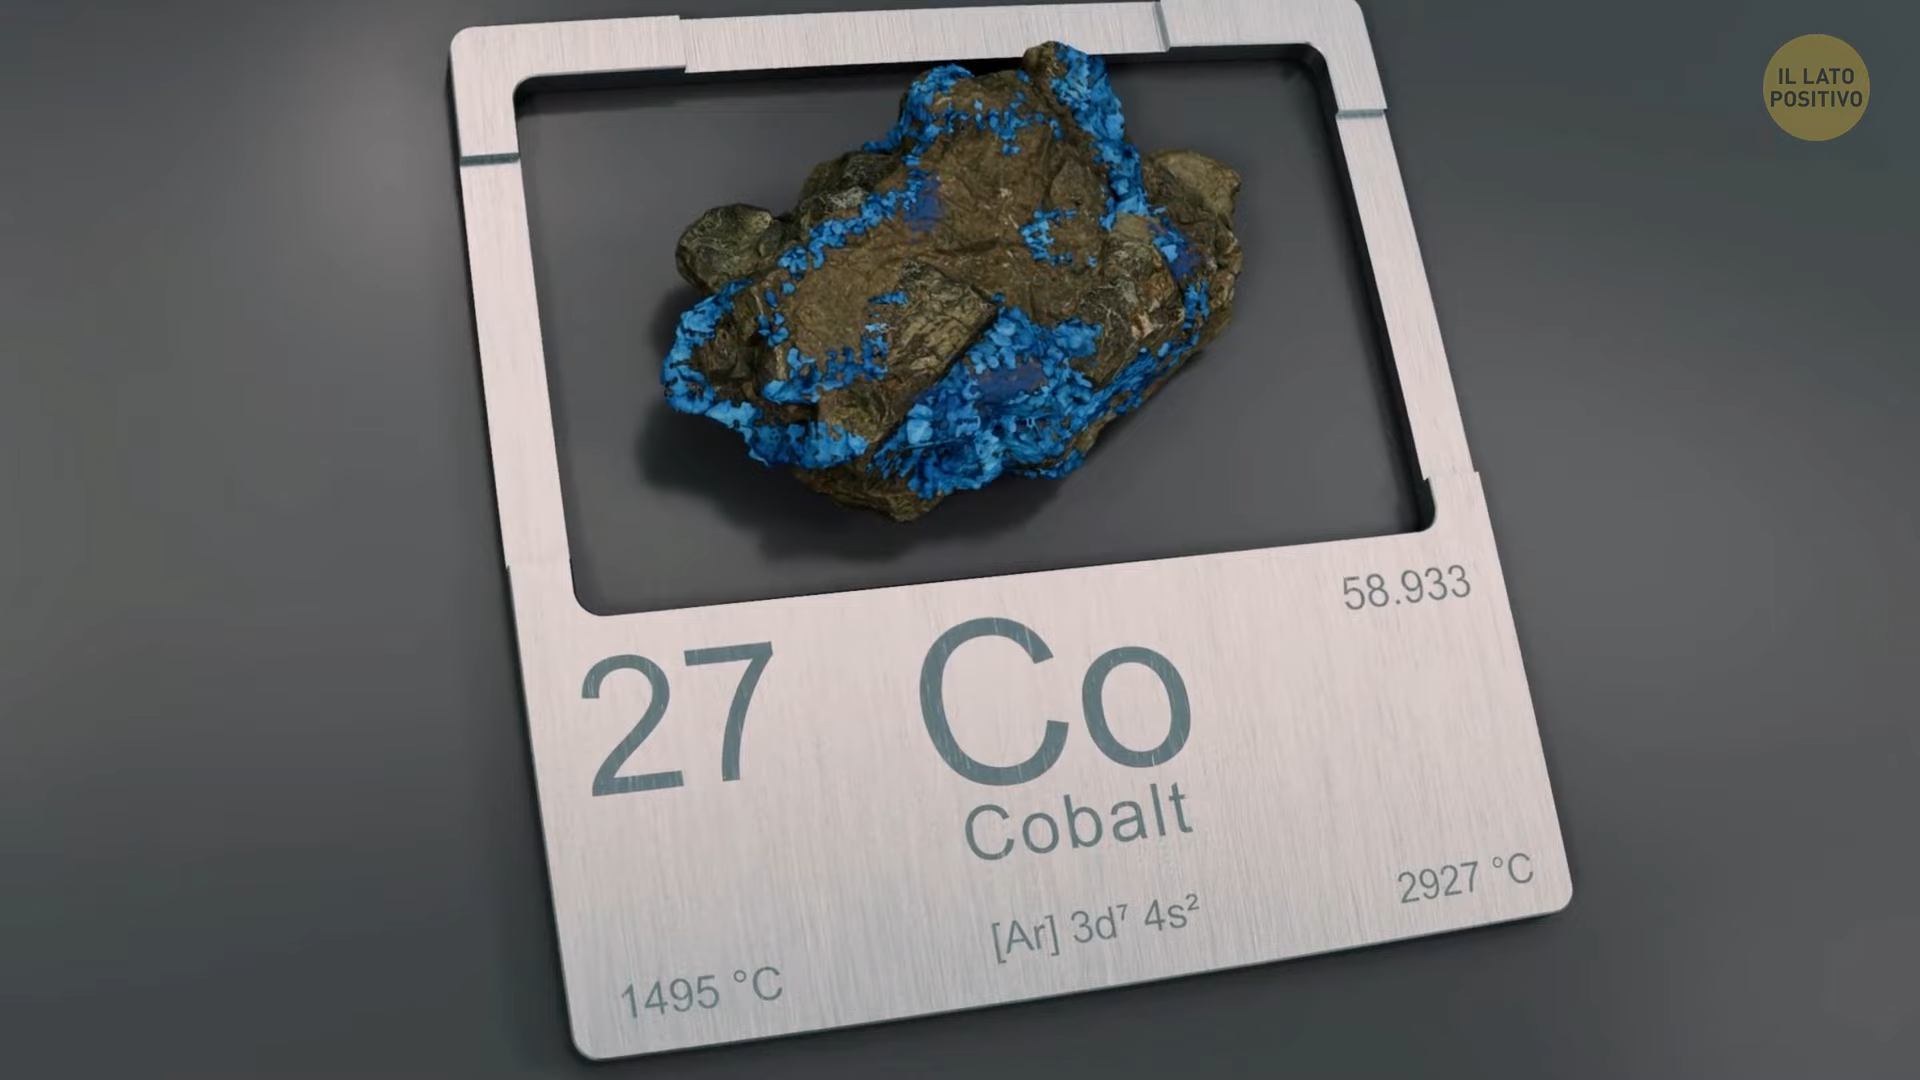 IL LATO
POSITIVO
58.933
27 Co
Cobalt
2927 °C
[Ar] 3d⁷ 4s²
1495 °C